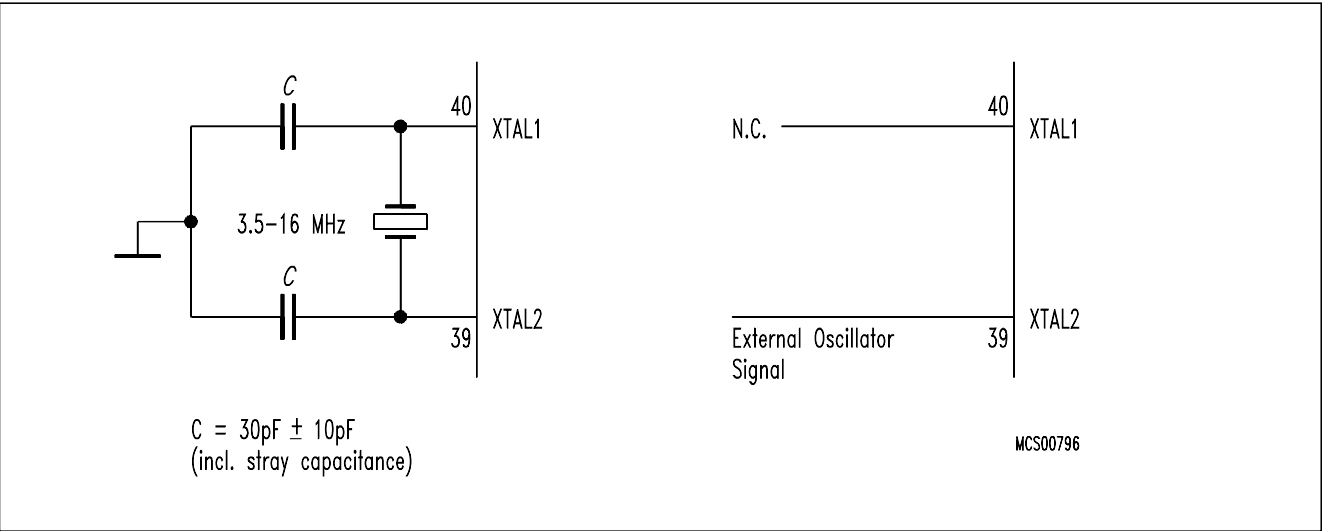 C
40
XTAL1
3.5-16 MHz
C
XTAL2
39
C = 30pF ± 10pF
(incl. stray capacitance)
40
N.C.
XTAL1
XTAL2
External Oscillator
39
Signal
MCS00796